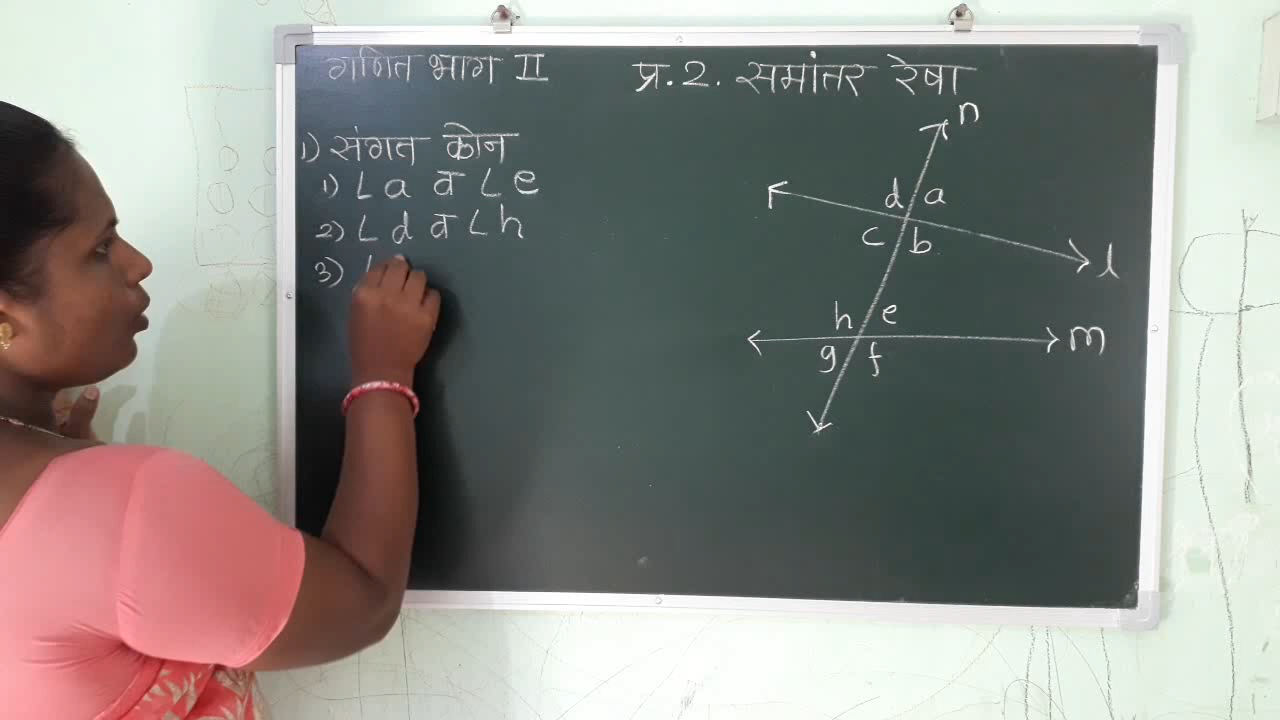 गणित भाग II प्र. 2. समांतर रेषा
1) संगत कोन
1) ∠a व ∠e
2) ∠d व ∠h
3) ∠
n
d a
c b
l
h e
m
g f